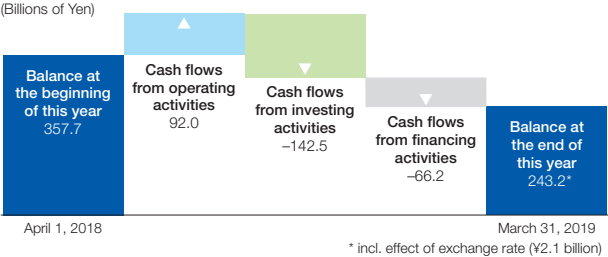 (Billions of Yen)
Balance at
the beginning
of this year
357.7
Cash flows
from operating
activities
92.0
Cash flows
from investing
activities
–142.5
Cash flows
from financing
activities
–66.2
Balance at
the end of
this year
243.2*
April 1, 2018
March 31, 2019
* incl. effect of exchange rate (¥2.1 billion)